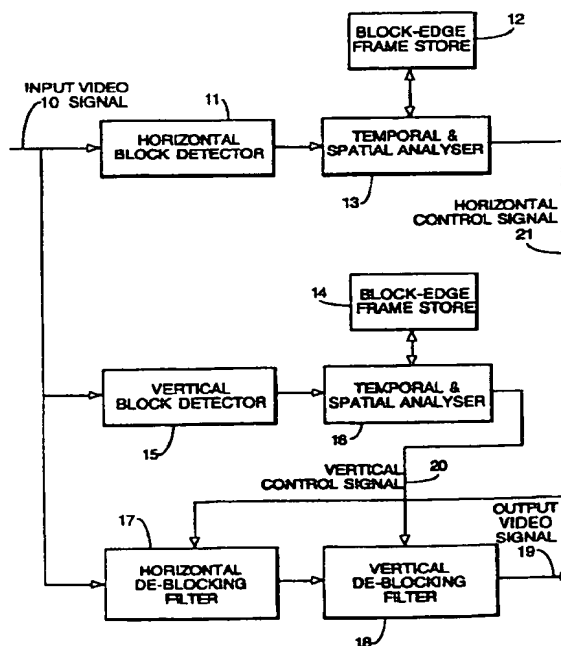 BLOCK-EDGE
FRAME STORE
12
INPUT VIDEO
10 SIGNAL
11
HORIZONTAL
BLOCK DETECTOR
TEMPORAL &
SPATIAL ANALYSER
13
HORIZONTAL
CONTROL SIGNAL
21
14
BLOCK-EDGE
FRAME STORE
VERTICAL
BLOCK DETECTOR
15
TEMPORAL &
SPATIAL ANALYSER
16
VERTICAL
CONTROL SIGNAL
20
17
HORIZONTAL
DE-BLOCKING
FILTER
VERTICAL
DE-BLOCKING
FILTER
18
OUTPUT
VIDEO
SIGNAL
19